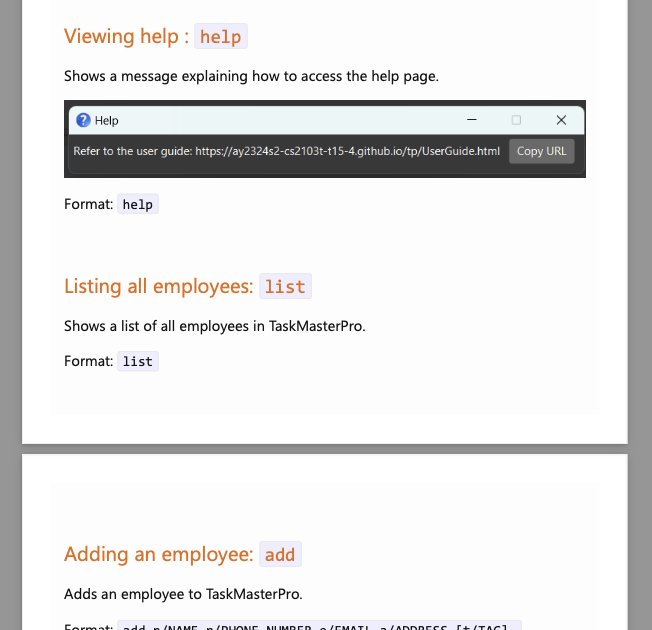 Viewing help : help
Shows a message explaining how to access the help page.
Help
Refer to the user guide: https://ay2324s2-cs2103t-t15-4.github.io/tp/UserGuide.html Copy URL
Format: help
Listing all employees: list
Shows a list of all employees in TaskMasterPro.
Format: list
Adding an employee: add
Adds an employee to TaskMasterPro.
Format: add n/NAME p/PHONE_NUMBER e/EMAIL a/ADDRESS [t/TAG]